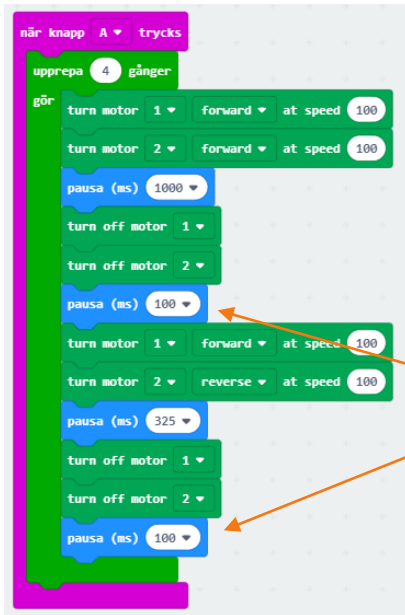 när knapp A trycks
upprepa 4 gånger
gör
turn motor 1 forward at speed 100
turn motor 2 forward at speed 100
pausa (ms) 1000
turn off motor 1
turn off motor 2
pausa (ms) 100
turn motor 1 forward at speed 100
turn motor 2 reverse at speed 100
pausa (ms) 325
turn off motor 1
turn off motor 2
pausa (ms) 100